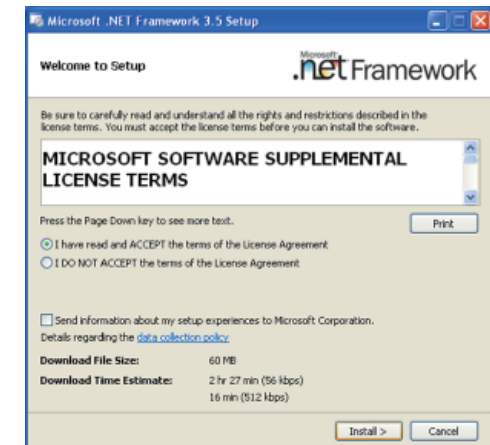 Microsoft .NET Framework 3.5 Setup
Welcome to Setup
Microsoft
.net Framework
Be sure to carefully read and understand all the rights and restrictions described in the
license terms. You must accept the license terms before you can install the software.
MICROSOFT SOFTWARE SUPPLEMENTAL
LICENSE TERMS
Press the Page Down key to see more text.
Print
I have read and ACCEPT the terms of the License Agreement
I DO NOT ACCEPT the terms of the License Agreement
Send information about my setup experiences to Microsoft Corporation.
Details regarding the data collection policy
Download File Size: 60 MB
Download Time Estimate: 2 hr 27 min (56 kbps)
16 min (512 kbps)
Install > Cancel